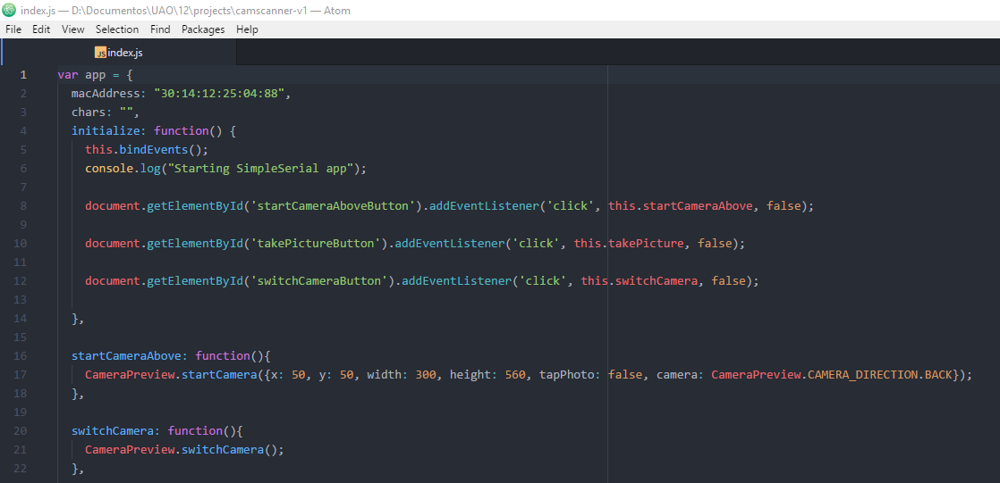 index.js — D:\Documentos\UAO\12\projects\camscanner-v1 — Atom
File Edit View Selection Find Packages Help
JS index.js
1 var app = {
2 macAddress: "30:14:12:25:04:88",
3 chars: "",
4 initialize: function() {
5 this.bindEvents();
6 console.log("Starting SimpleSerial app");
7
8 document.getElementById('startCameraAboveButton').addEventListener('click', this.startCameraAbove, false);
9
10 document.getElementById('takePictureButton').addEventListener('click', this.takePicture, false);
11
12 document.getElementById('switchCameraButton').addEventListener('click', this.switchCamera, false);
13
14 },
15
16 startCameraAbove: function(){
17 CameraPreview.startCamera({x: 50, y: 50, width: 300, height: 560, tapPhoto: false, camera: CameraPreview.CAMERA_DIRECTION.BACK});
18 },
19
20 switchCamera: function(){
21 CameraPreview.switchCamera();
22 },